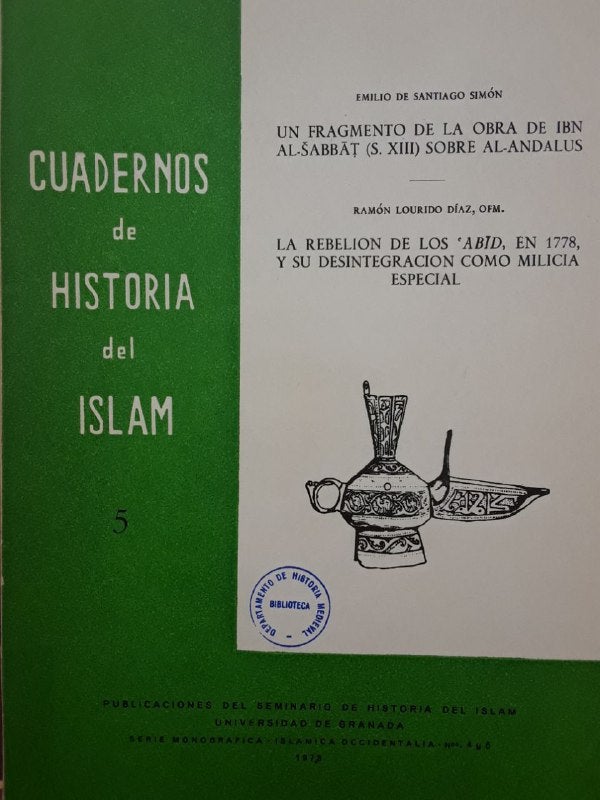 CUADERNOS
de
HISTORIA
del
ISLAM
5
EMILIO DE SANTIAGO SIMÓN
UN FRAGMENTO DE LA OBRA DE IBN
AL-ŠABBĀṬ (S. XIII) SOBRE AL-ANDALUS
RAMÓN LOURIDO DÍAZ, OFM.
LA REBELION DE LOS ʿABĪD, EN 1778,
Y SU DESINTEGRACION COMO MILICIA
ESPECIAL
DEPARTAMENTO DE HISTORIA MEDIEVAL
BIBLIOTECA
PUBLICACIONES DEL SEMINARIO DE HISTORIA DEL ISLAM
UNIVERSIDAD DE GRANADA
SERIE MONOGRAFICA - ISLAMICA OCCIDENTALIA - Nos. 4 y 5